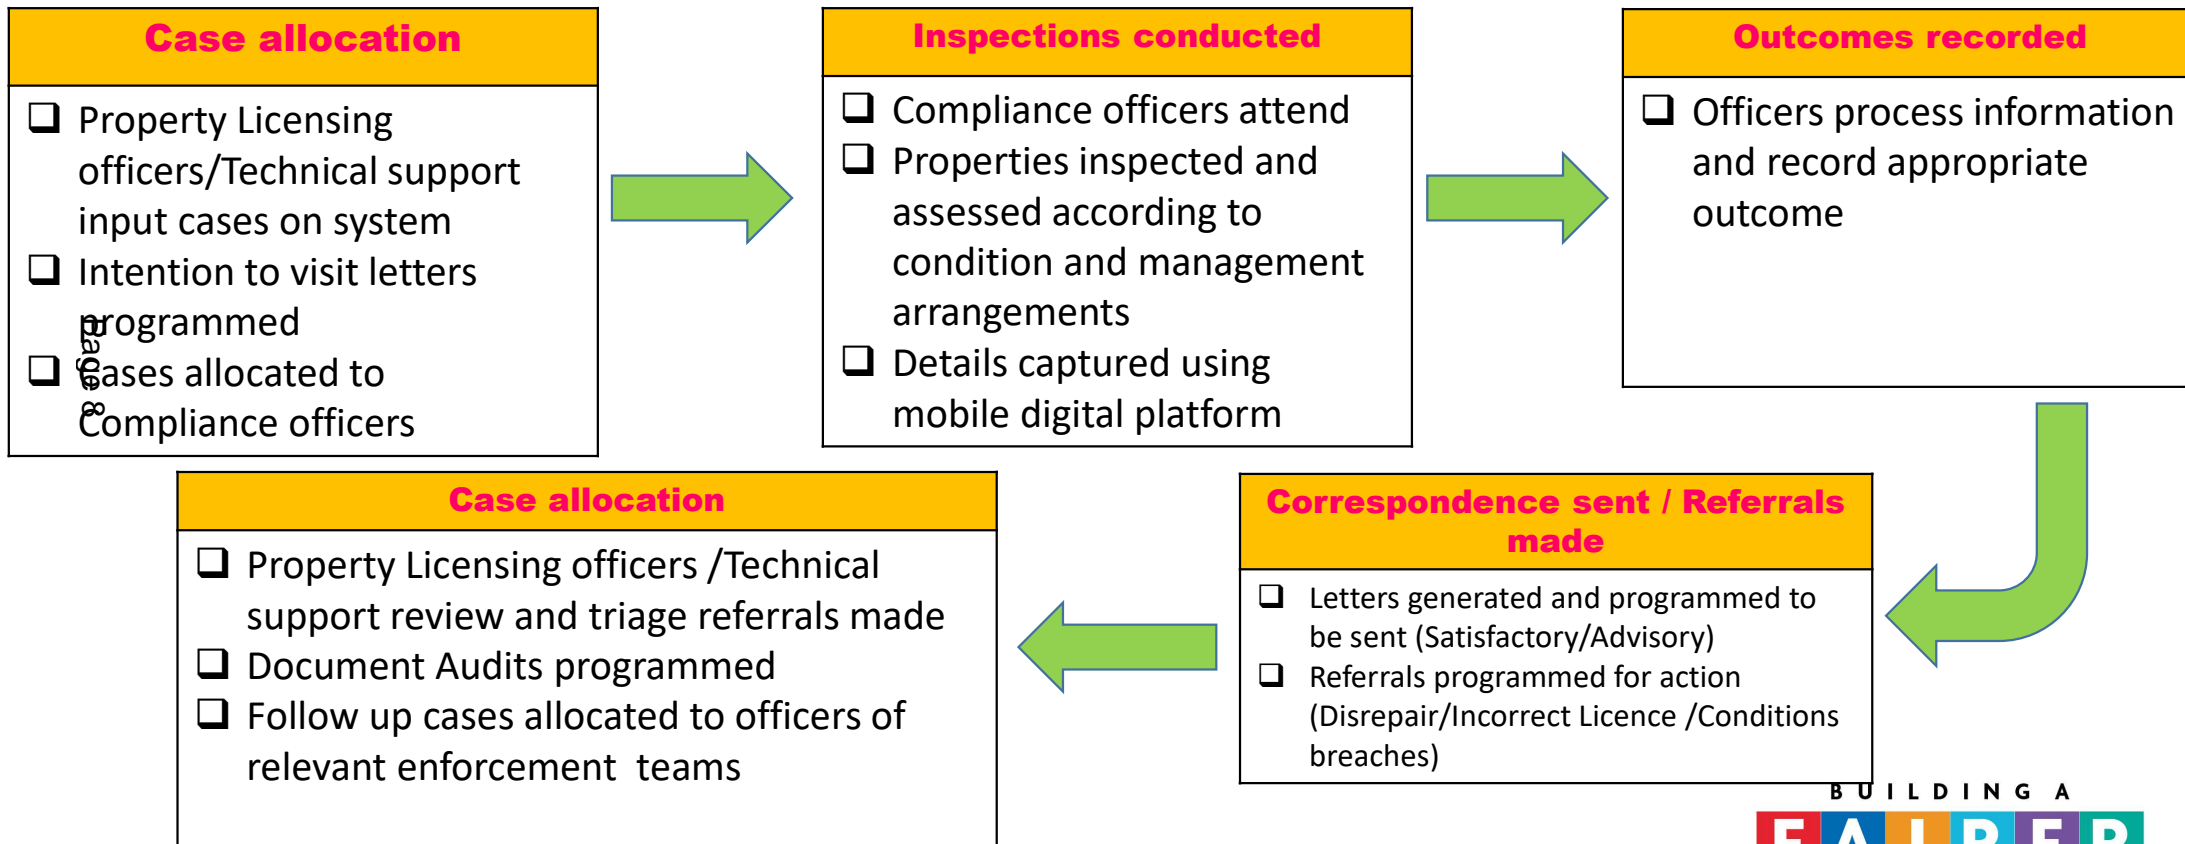 Case allocation
❑ Property Licensing
officers/Technical support
input cases on system
❑ Intention to visit letters
programmed
❑ Cases allocated to
Compliance officers
Page 8
Inspections conducted
❑ Compliance officers attend
❑ Properties inspected and
assessed according to
condition and management
arrangements
❑ Details captured using
mobile digital platform
Outcomes recorded
❑ Officers process information
and record appropriate
outcome
Correspondence sent / Referrals
made
❑ Letters generated and programmed to
be sent (Satisfactory/Advisory)
❑ Referrals programmed for action
(Disrepair/Incorrect Licence /Conditions
breaches)
Case allocation
❑ Property Licensing officers /Technical
support review and triage referrals made
❑ Document Audits programmed
❑ Follow up cases allocated to officers of
relevant enforcement  teams
BUILDING A
FAIRER